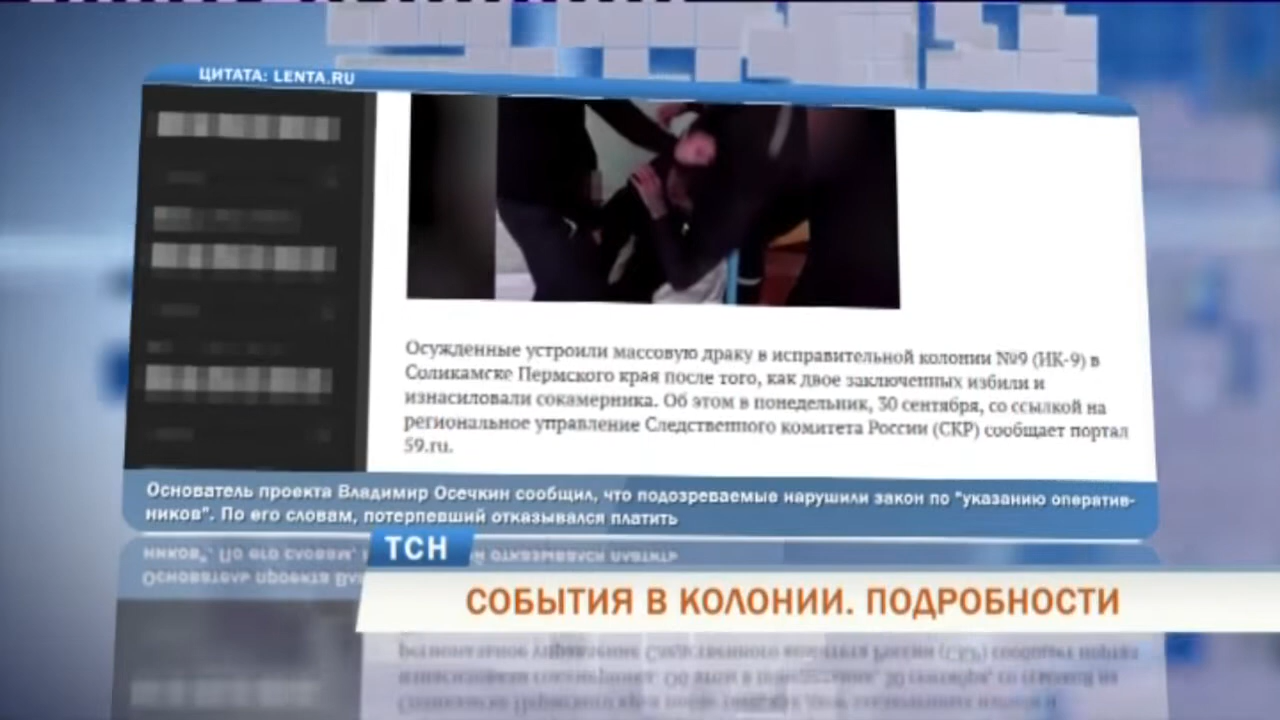 ЦИТАТА: LENTA.RU
Осужденные устроили массовую драку в исправительной колонии №9 (ИК-9) в
Соликамске Пермского края после того, как двое заключенных избили и
изнасиловали сокамерника. Об этом в понедельник, 30 сентября, со ссылкой на
региональное управление Следственного комитета России (СКР) сообщает портал
59.ru.
Основатель проекта Владимир Осечкин сообщил, что подозреваемые нарушили закон по "указанию оператив-
ников". По его словам, потерпевший отказывался платить
ТСН
СОБЫТИЯ В КОЛОНИИ. ПОДРОБНОСТИ